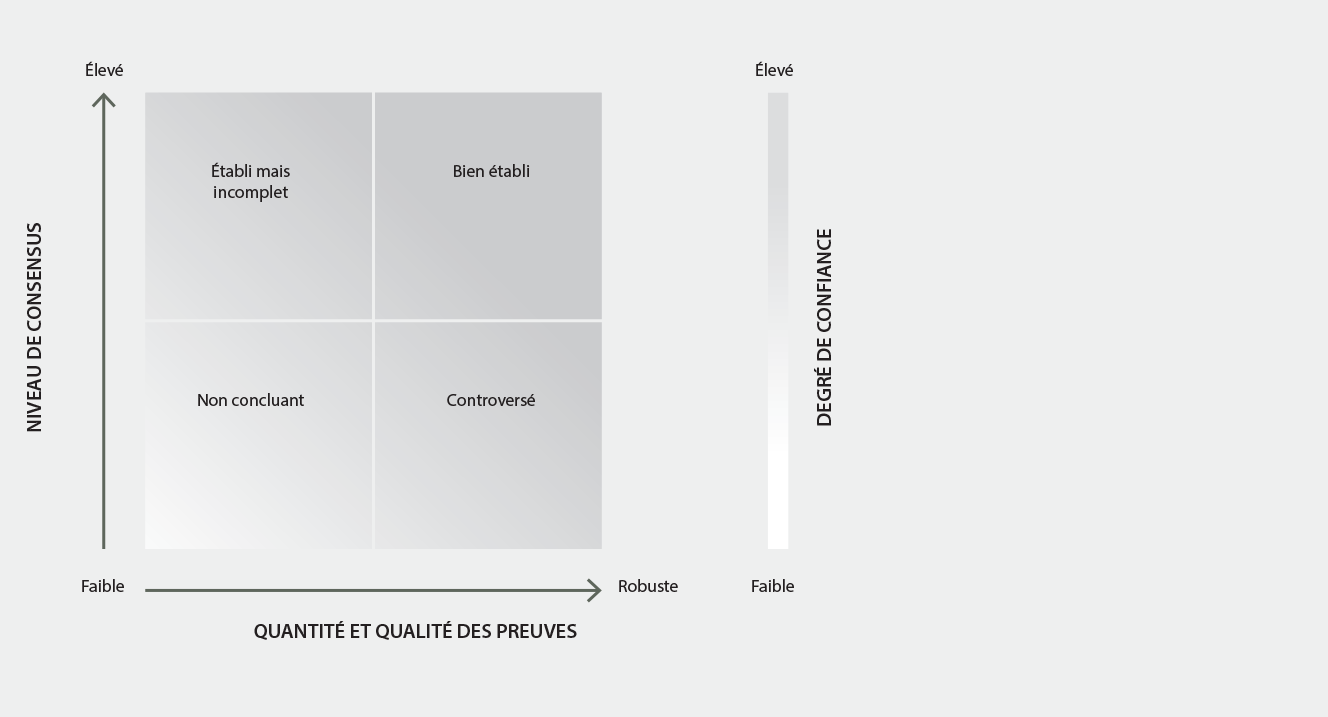 Élevé
Élevé
Établi mais
incomplet
Bien établi
NIVEAU DE CONSENSUS
DEGRÉ DE CONFIANCE
Non concluant
Controversé
Faible
Robuste
Faible
QUANTITÉ ET QUALITÉ DES PREUVES